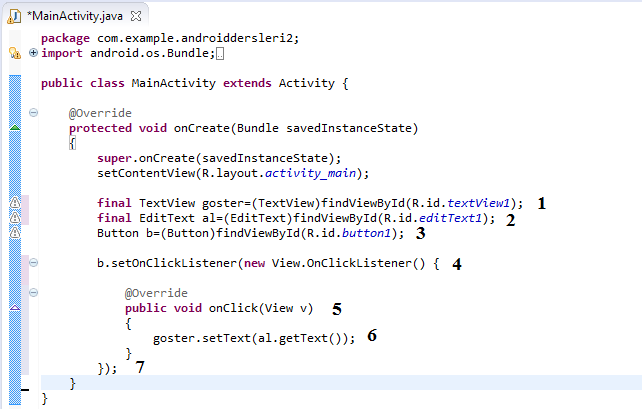 *MainActivity.java
package com.example.androiddersleri2;
import android.os.Bundle;
public class MainActivity extends Activity {
@Override
protected void onCreate(Bundle savedInstanceState)
{
super.onCreate(savedInstanceState);
setContentView(R.layout.activity_main);
final TextView goster=(TextView)findViewById(R.id.textView1); 1
final EditText al=(EditText)findViewById(R.id.editText1); 2
Button b=(Button)findViewById(R.id.button1); 3
b.setOnClickListener(new View.OnClickListener() { 4
@Override
public void onClick(View v) 5
{
goster.setText(al.getText()); 6
}
}); 7
}
}